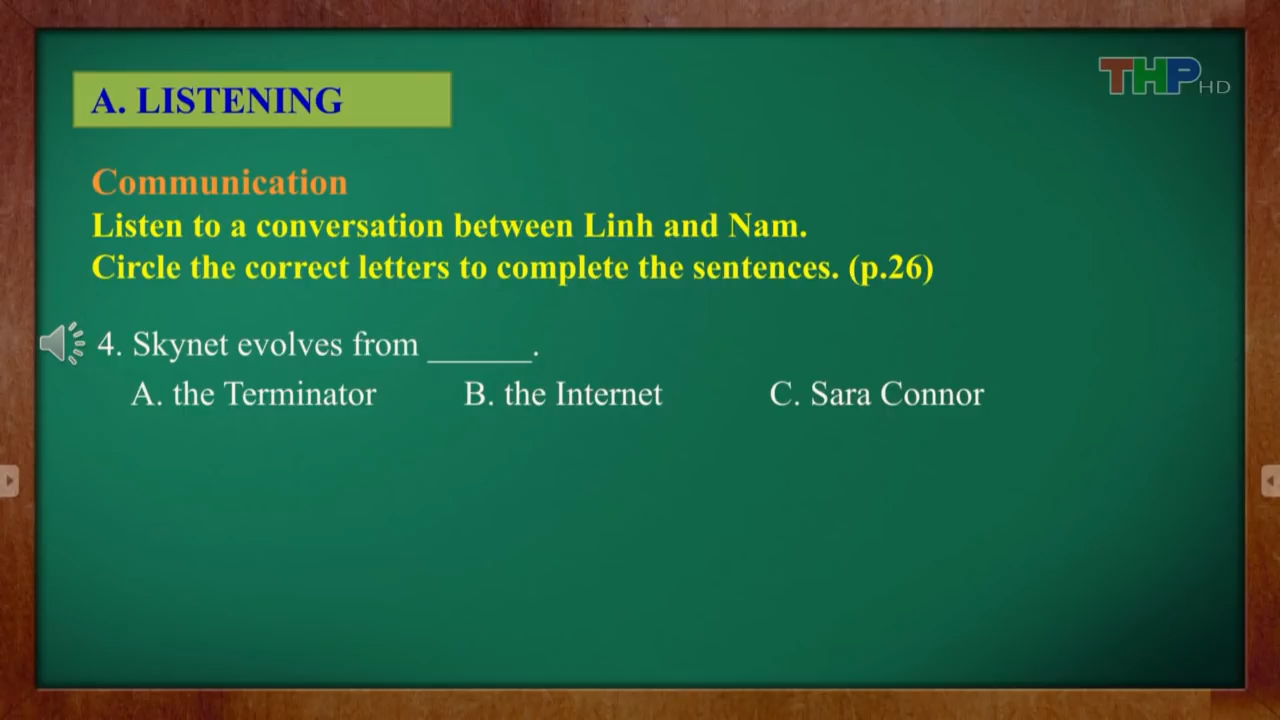 A. LISTENING
THP HD
Communication
Listen to a conversation between Linh and Nam.
Circle the correct letters to complete the sentences. (p.26)
4. Skynet evolves from ______.
A. the Terminator B. the Internet C. Sara Connor